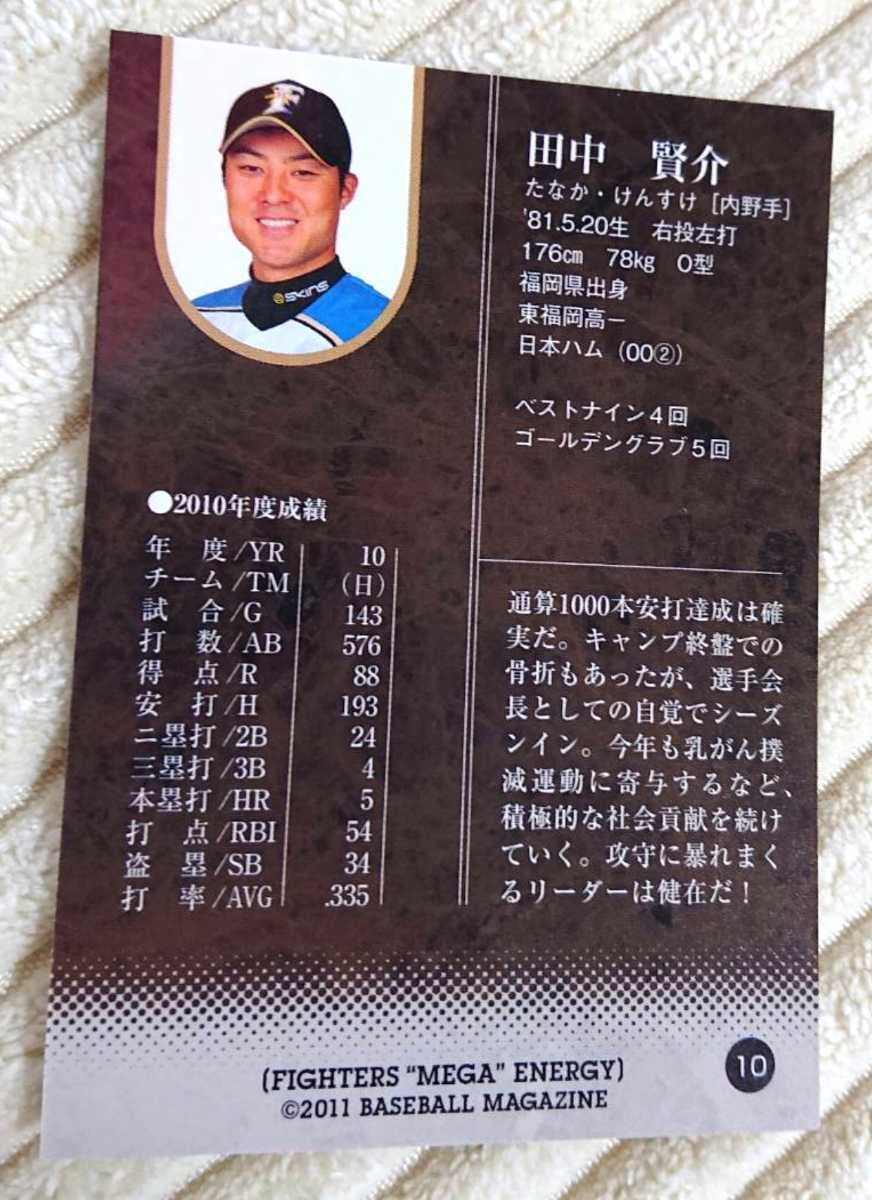 F
SKINS
田中 賢介
たなか・けんすけ [内野手]
'81.5.20生 右投左打
176㎝ 78㎏ O型
福岡県出身
東福岡高ー
日本ハム (00②)
ベストナイン4回
ゴールデングラブ5回
●2010年度成績
年 度/YR 10
チーム/TM (日)
試 合/G 143
打 数/AB 576
得 点/R 88
安 打/H 193
二塁打/2B 24
三塁打/3B 4
本塁打/HR 5
打 点/RBI 54
盗 塁/SB 34
打 率/AVG .335
通算1000本安打達成は確
実だ。キャンプ終盤での
骨折もあったが、選手会
長としての自覚でシーズ
ンイン。今年も乳がん撲
滅運動に寄与するなど、
積極的な社会貢献を続け
ていく。攻守に暴れまく
るリーダーは健在だ！
(FIGHTERS "MEGA" ENERGY)
©2011 BASEBALL MAGAZINE
10